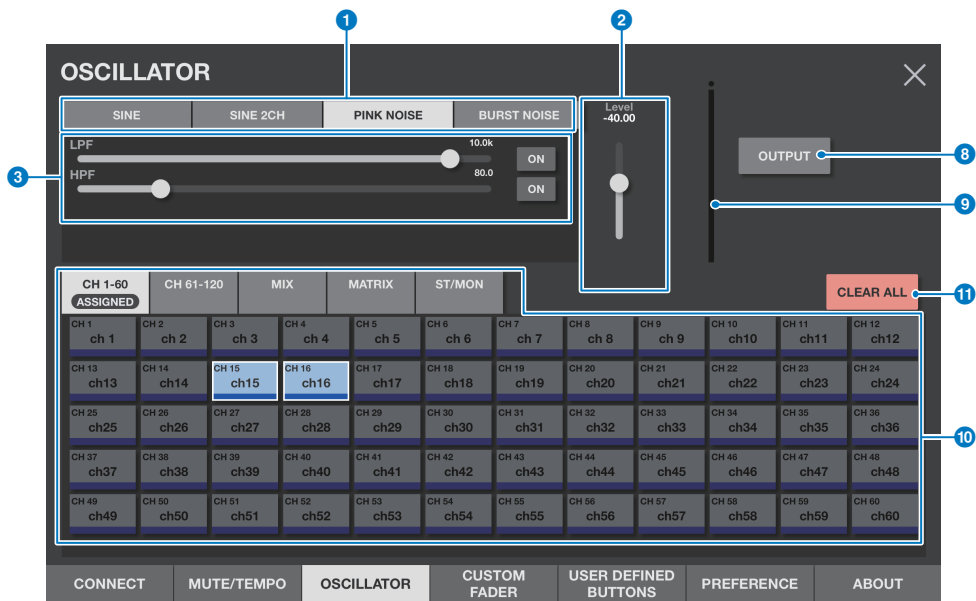 1 2
OSCILLATOR
SINE SINE 2CH PINK NOISE BURST NOISE
Level
-40.00
LPF 10.0k ON
HPF 80.0 ON
3
OUTPUT 8
9
CH 1-60 CH 61-120 MIX MATRIX ST/MON
ASSIGNED
CLEAR ALL 11
CH 1 CH 2 CH 3 CH 4 CH 5 CH 6 CH 7 CH 8 CH 9 CH 10 CH 11 CH 12
ch 1 ch 2 ch 3 ch 4 ch 5 ch 6 ch 7 ch 8 ch 9 ch10 ch11 ch12
CH 13 CH 14 CH 15 CH 16 CH 17 CH 18 CH 19 CH 20 CH 21 CH 22 CH 23 CH 24
ch13 ch14 ch15 ch16 ch17 ch18 ch19 ch20 ch21 ch22 ch23 ch24
CH 25 CH 26 CH 27 CH 28 CH 29 CH 30 CH 31 CH 32 CH 33 CH 34 CH 35 CH 36
ch25 ch26 ch27 ch28 ch29 ch30 ch31 ch32 ch33 ch34 ch35 ch36
10
CH 37 CH 38 CH 39 CH 40 CH 41 CH 42 CH 43 CH 44 CH 45 CH 46 CH 47 CH 48
ch37 ch38 ch39 ch40 ch41 ch42 ch43 ch44 ch45 ch46 ch47 ch48
CH 49 CH 50 CH 51 CH 52 CH 53 CH 54 CH 55 CH 56 CH 57 CH 58 CH 59 CH 60
ch49 ch50 ch51 ch52 ch53 ch54 ch55 ch56 ch57 ch58 ch59 ch60
CONNECT MUTE/TEMPO OSCILLATOR CUSTOM FADER USER DEFINED BUTTONS PREFERENCE ABOUT